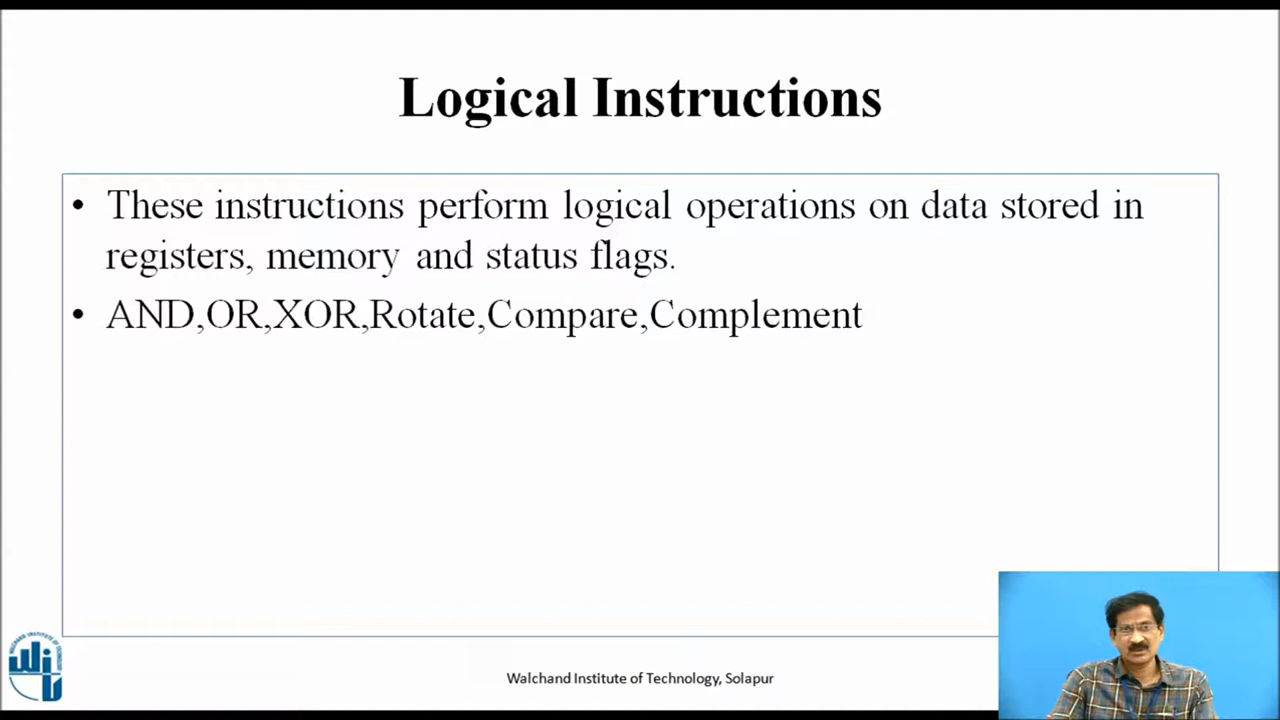 Logical Instructions
• These instructions perform logical operations on data stored in
registers, memory and status flags.
• AND,OR,XOR,Rotate,Compare,Complement
Walchand Institute of Technology, Solapur